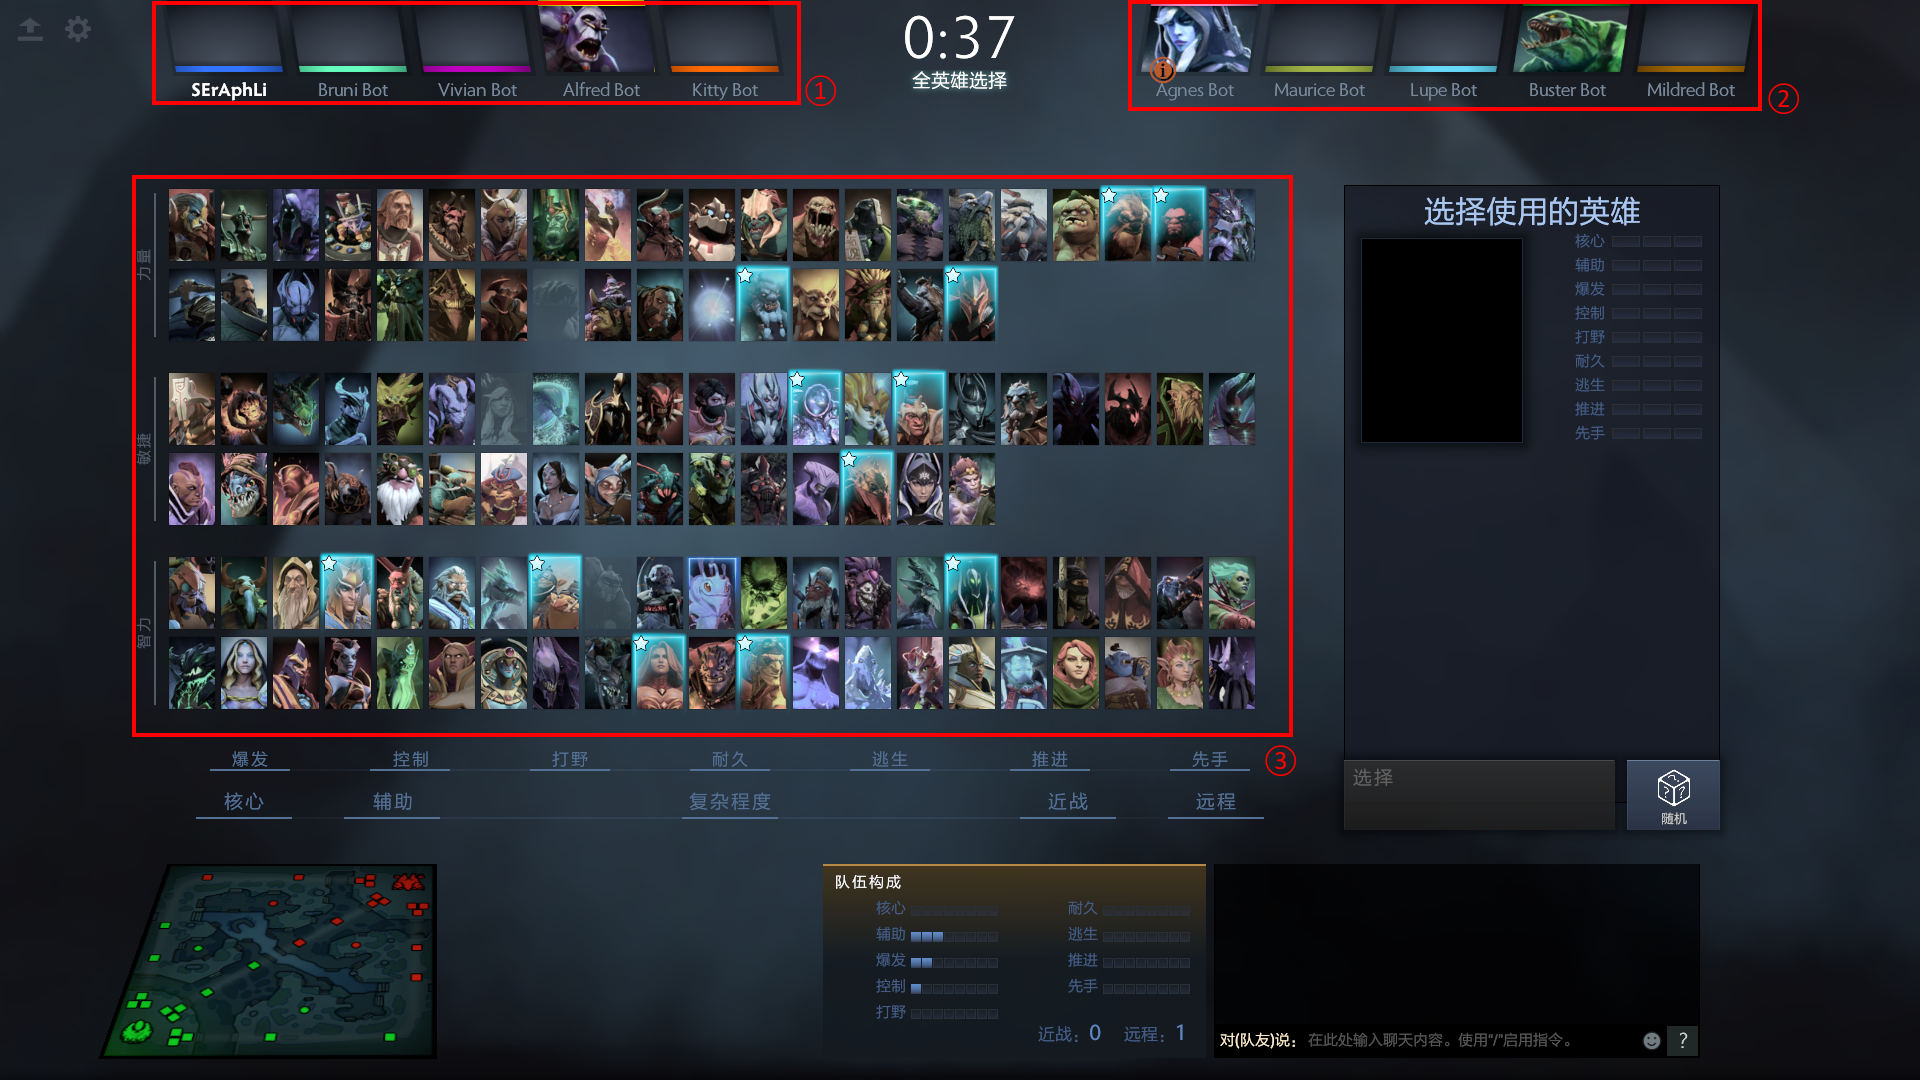 SErAphLi
Bruni Bot
Vivian Bot
Alfred Bot
Kitty Bot
①
0:37
全英雄选择
Agnes Bot
Maurice Bot
Lupe Bot
Buster Bot
Mildred Bot
②
力量
敏捷
智力
选择使用的英雄
核心
辅助
爆发
控制
打野
耐久
逃生
推进
先手
爆发
控制
打野
耐久
逃生
推进
先手
③
核心
辅助
复杂程度
近战
远程
选择
随机
队伍构成
核心
辅助
爆发
控制
打野
耐久
逃生
推进
先手
近战: 0 远程: 1
对(队友)说: 在此处输入聊天内容。使用"/"启用指令。
?